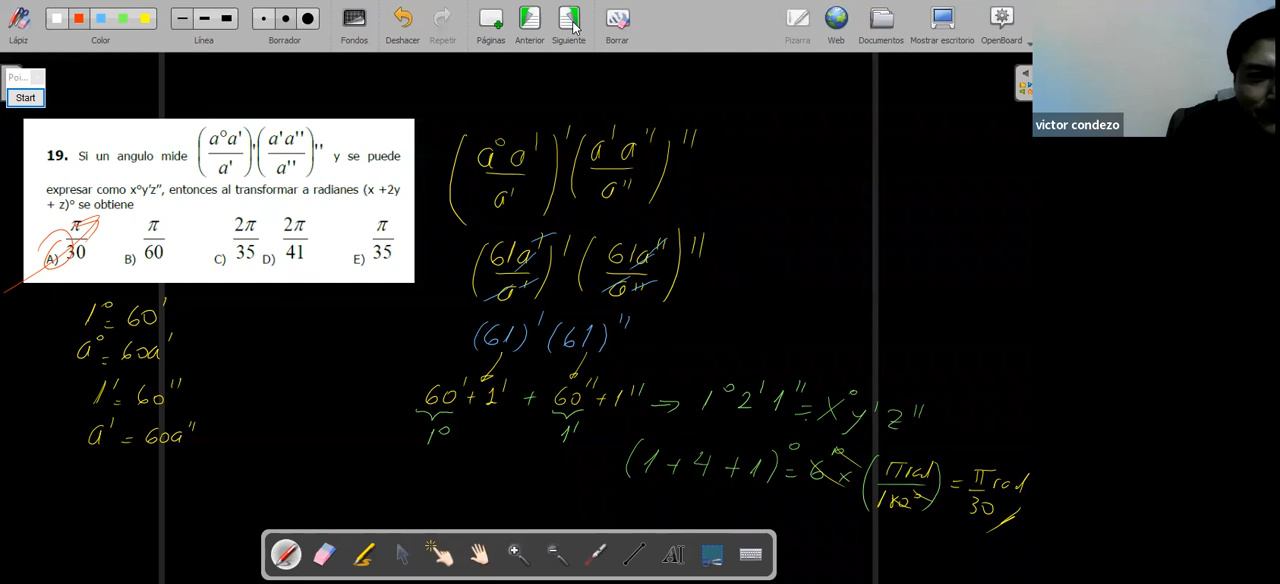 Lápiz Color Línea Borrador Fondos Deshacer Repetir Páginas Anterior Siguiente Borrar Pizarra Web Documentos Mostrar escritorio OpenBoard
victor condezo
Poi...
Start
19. Si un angulo mide (a°a'/a')'(a'a''/a'')'' y se puede
expresar como x°y'z'', entonces al transformar a radianes (x +2y
+ z)° se obtiene
A) π/30 B) π/60 C) 2π/35 D) 2π/41 E) π/35
1° = 60'
a° = 60a'
1' = 60''
a' = 60a''
(a°a'/a')'(a'a''/a'')''
(61a'/a')'(61a''/a'')''
(61)'(61)''
60'+1' + 60''+1'' → 1°2'1'' = x°y'z''
1° 1'
(1+4+1)° = 6° x (πrad/180°) = π/30 rad
AI